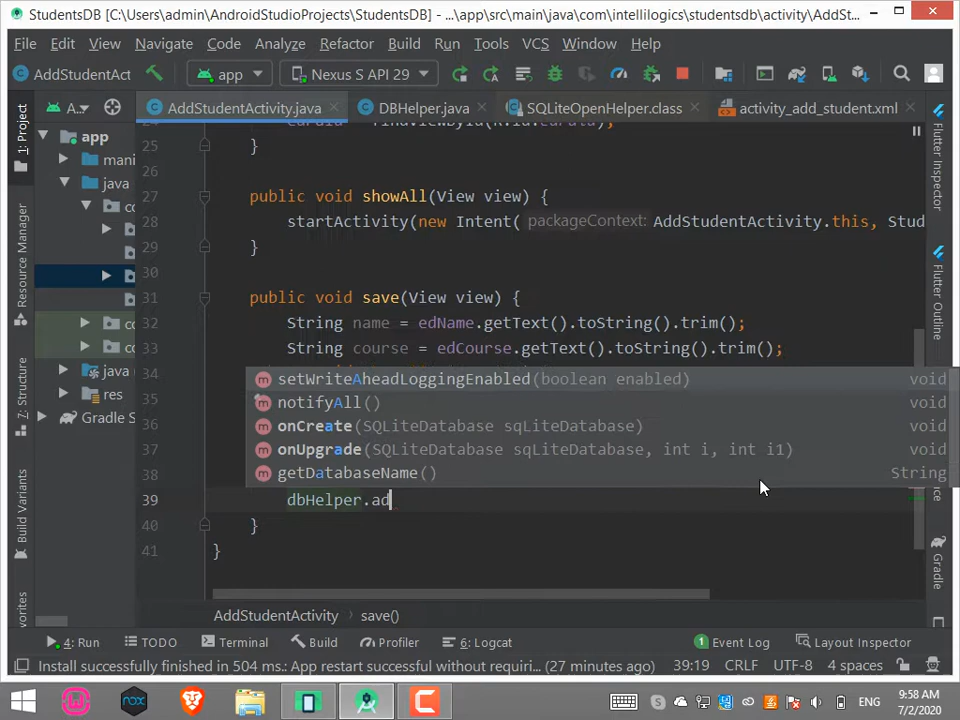 StudentsDB [C:\Users\admin\AndroidStudioProjects\StudentsDB] - ...\app\src\main\java\com\intellilogics\studentsdb\activity\AddSt...
File Edit View Navigate Code Analyze Refactor Build Run Tools VCS Window Help
AddStudentAct app Nexus S API 29
1: Project A... AddStudentActivity.java DBHelper.java SQLiteOpenHelper.class activity_add_student.xml
app
mani
java
co
co
co
java
res
Gradle S
Resource Manager
Z: Structure
Build Variants
Favorites
25 }
26
27 public void showAll(View view) {
28 startActivity(new Intent( packageContext: AddStudentActivity.this, Stud
29 }
30
31 public void save(View view) {
32 String name = edName.getText().toString().trim();
33 String course = edCourse.getText().toString().trim();
34 setWriteAheadLoggingEnabled(boolean enabled) void
35 notifyAll() void
36 onCreate(SQLiteDatabase sqLiteDatabase) void
37 onUpgrade(SQLiteDatabase sqLiteDatabase, int i, int i1) void
38 getDatabaseName() String
39 dbHelper.ad
40 }
41 }
Flutter Inspector
Flutter Outline
Gradle
AddStudentActivity save()
4: Run TODO Terminal Build Profiler 6: Logcat 1 Event Log Layout Inspector
Install successfully finished in 504 ms.: App restart successful without requiri... (27 minutes ago) 39:19 CRLF UTF-8 4 spaces
nox ENG 9:58 AM
7/2/2020